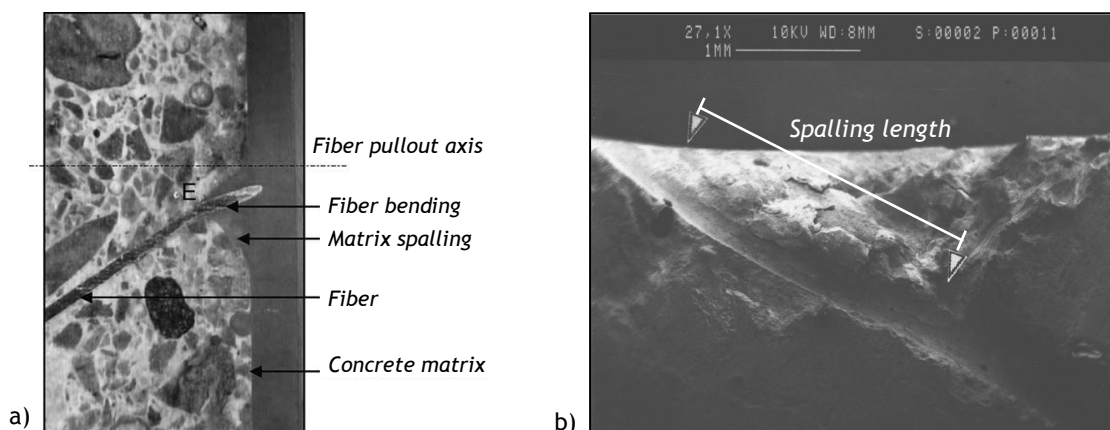 Fiber pullout axis
E
Fiber bending
Matrix spalling
Fiber
Concrete matrix
a)
27,1X 10KV WD:8MM S:00002 P:00011
1MM
Spalling length
b)